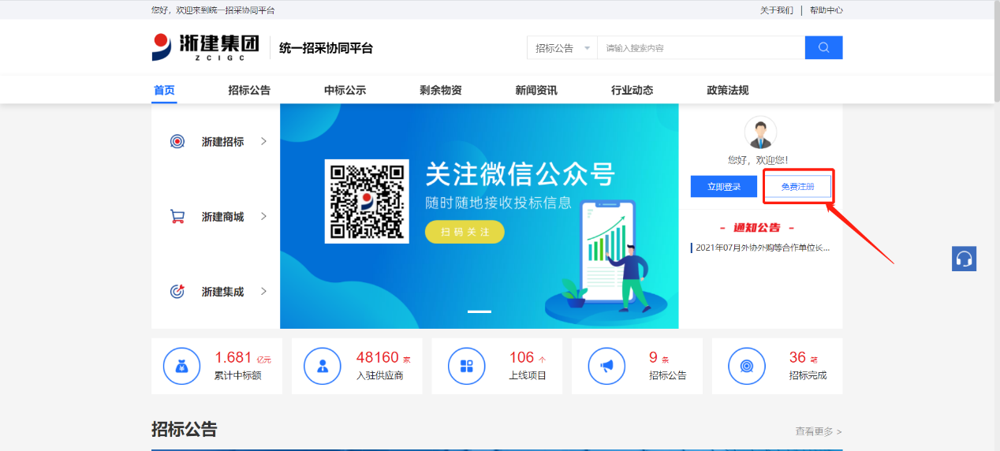 您好，欢迎来到统一招采协同平台
关于我们 | 帮助中心
浙建集团
ZCIGC
统一招采协同平台
招标公告
请输入搜索内容
首页
招标公告
中标公示
剩余物资
新闻资讯
行业动态
政策法规
浙建招标 >
浙建商城 >
浙建集成 >
关注微信公众号
随时随地接收投标信息
扫码关注
您好，欢迎您！
立即登录
免费注册
- 通知公告 -
2021年07月外协外购等合作单位长...
1.681 亿元
累计中标额
48160 家
入驻供应商
106 个
上线项目
9 条
招标公告
36 笔
招标完成
招标公告
查看更多 >